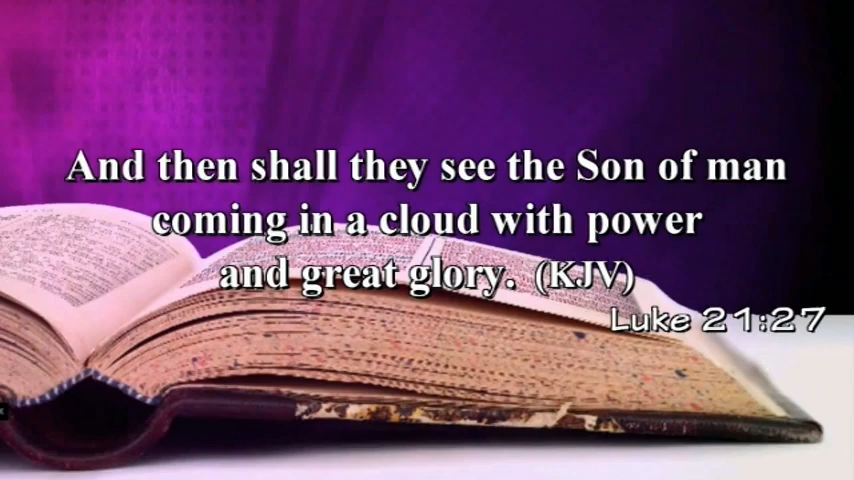 And then shall they see the Son of man
coming in a cloud with power
and great glory. (KJV)
Luke 21:27